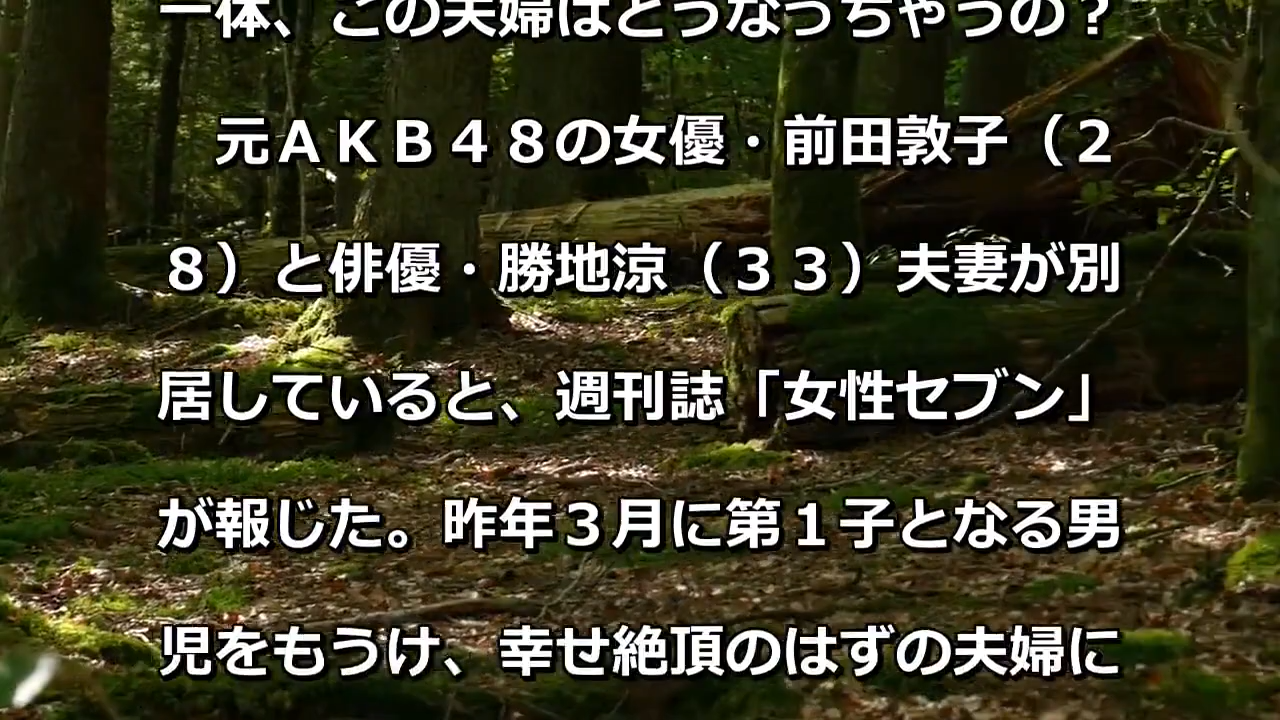 一体、この夫婦はどうなっちゃうの？
元ＡＫＢ４８の女優・前田敦子（２
８）と俳優・勝地涼（３３）夫妻が別
居していると、週刊誌「女性セブン」
が報じた。昨年３月に第１子となる男
児をもうけ、幸せ絶頂のはずの夫婦に